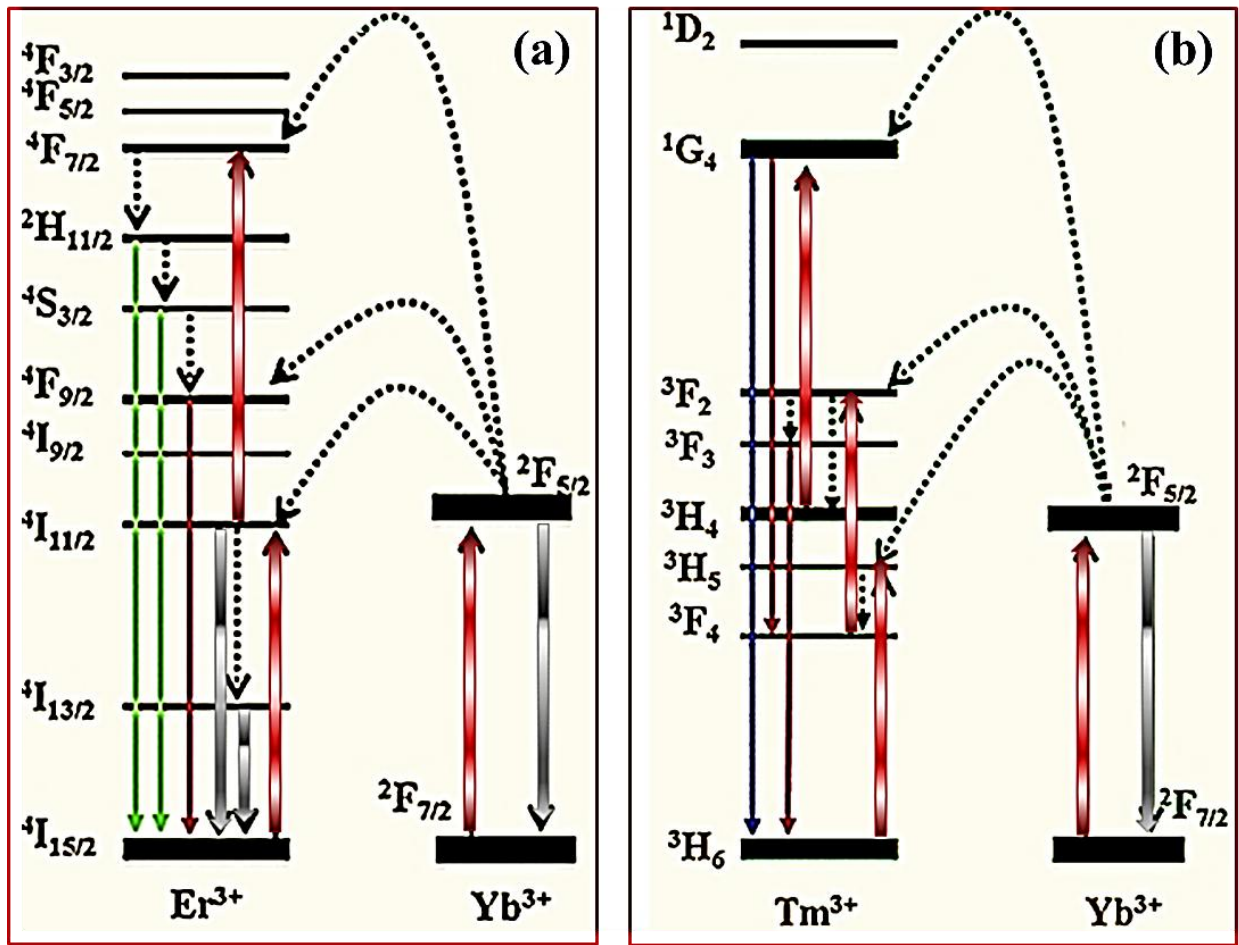 (a)
⁴F₃/₂
⁴F₅/₂
⁴F₇/₂
²H₁₁/₂
⁴S₃/₂
⁴F₉/₂
⁴I₉/₂
⁴I₁₁/₂
⁴I₁₃/₂
⁴I₁₅/₂
²F₅/₂
²F₇/₂
Er³⁺
Yb³⁺
(b)
¹D₂
¹G₄
³F₂
³F₃
³H₄
³H₅
³F₄
³H₆
²F₅/₂
²F₇/₂
Tm³⁺
Yb³⁺